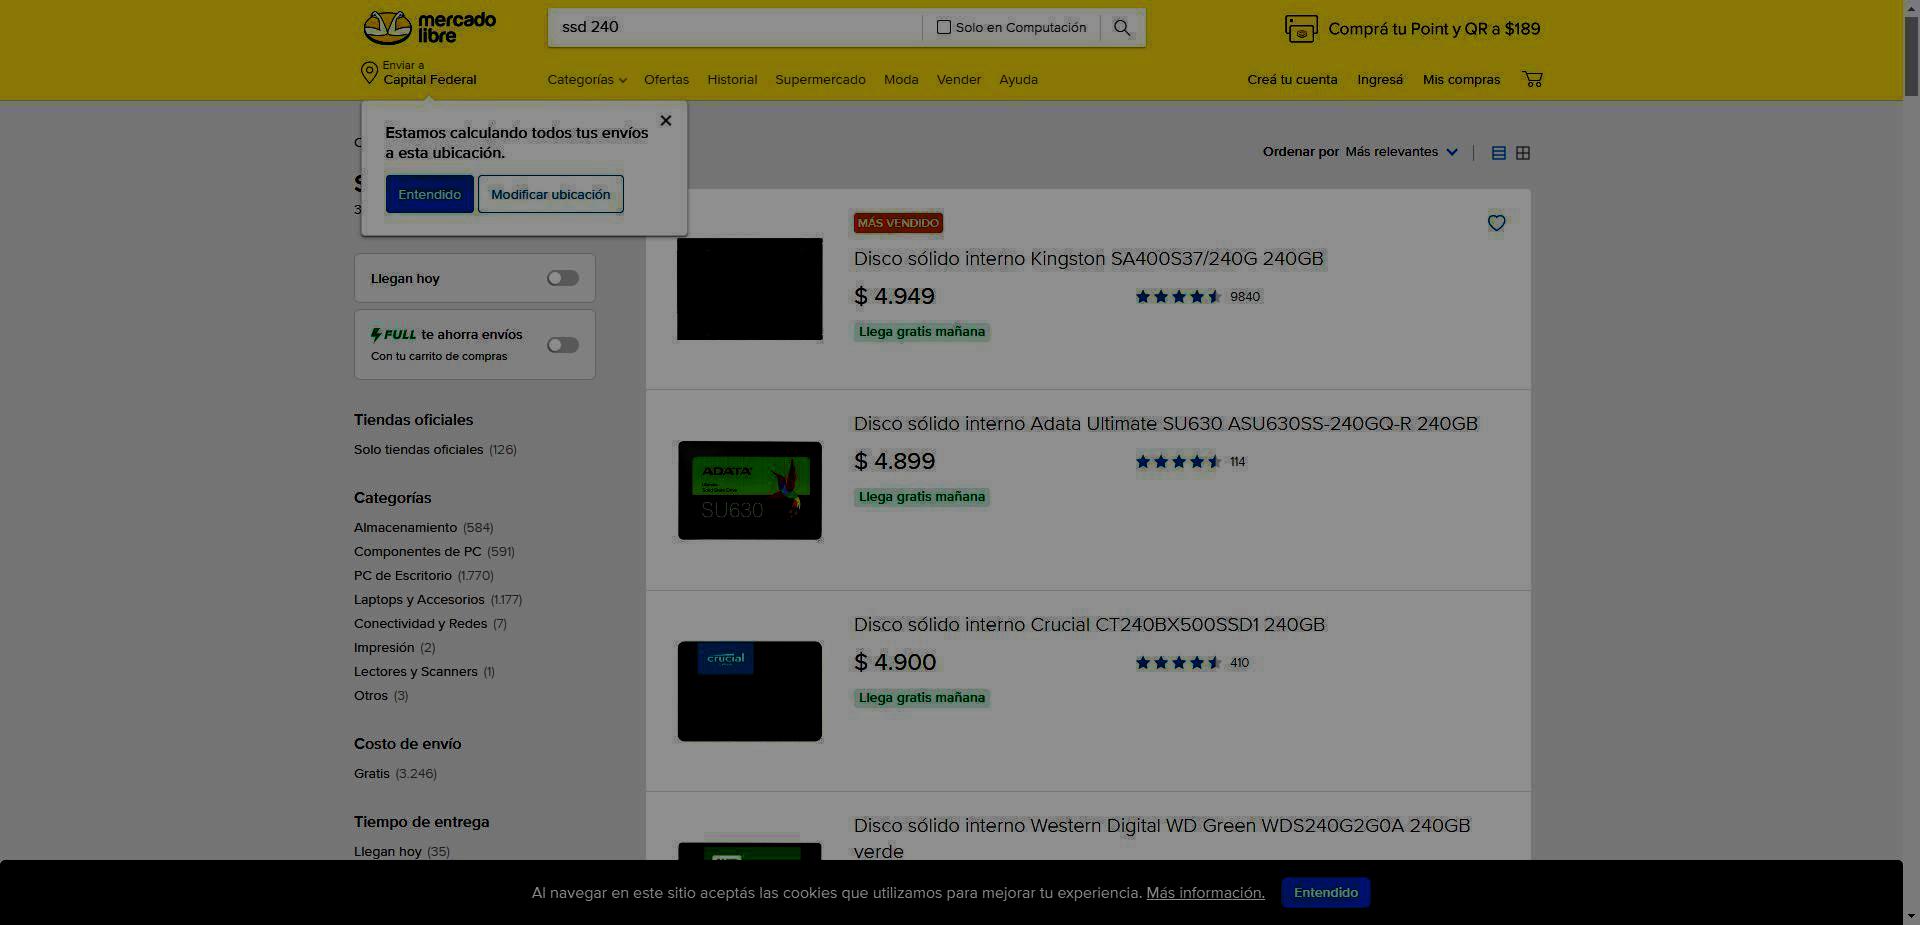 mercado
libre
ssd 240
Solo en Computación
Comprá tu Point y QR a $189
Enviar a
Capital Federal
Categorías Ofertas Historial Supermercado Moda Vender Ayuda
Creá tu cuenta Ingresá Mis compras
Estamos calculando todos tus envíos
a esta ubicación.
Entendido Modificar ubicación
Ordenar por Más relevantes
Llegan hoy
FULL te ahorra envíos
Con tu carrito de compras
Tiendas oficiales
Solo tiendas oficiales (126)
Categorías
Almacenamiento (584)
Componentes de PC (591)
PC de Escritorio (1.770)
Laptops y Accesorios (1.177)
Conectividad y Redes (7)
Impresión (2)
Lectores y Scanners (1)
Otros (3)
Costo de envío
Gratis (3.246)
Tiempo de entrega
Llegan hoy (35)
MÁS VENDIDO
Disco sólido interno Kingston SA400S37/240G 240GB
$ 4.949
9840
Llega gratis mañana
ADATA
SU630
Disco sólido interno Adata Ultimate SU630 ASU630SS-240GQ-R 240GB
$ 4.899
114
Llega gratis mañana
crucial
Disco sólido interno Crucial CT240BX500SSD1 240GB
$ 4.900
410
Llega gratis mañana
Disco sólido interno Western Digital WD Green WDS240G2G0A 240GB
verde
Al navegar en este sitio aceptás las cookies que utilizamos para mejorar tu experiencia. Más información.
Entendido